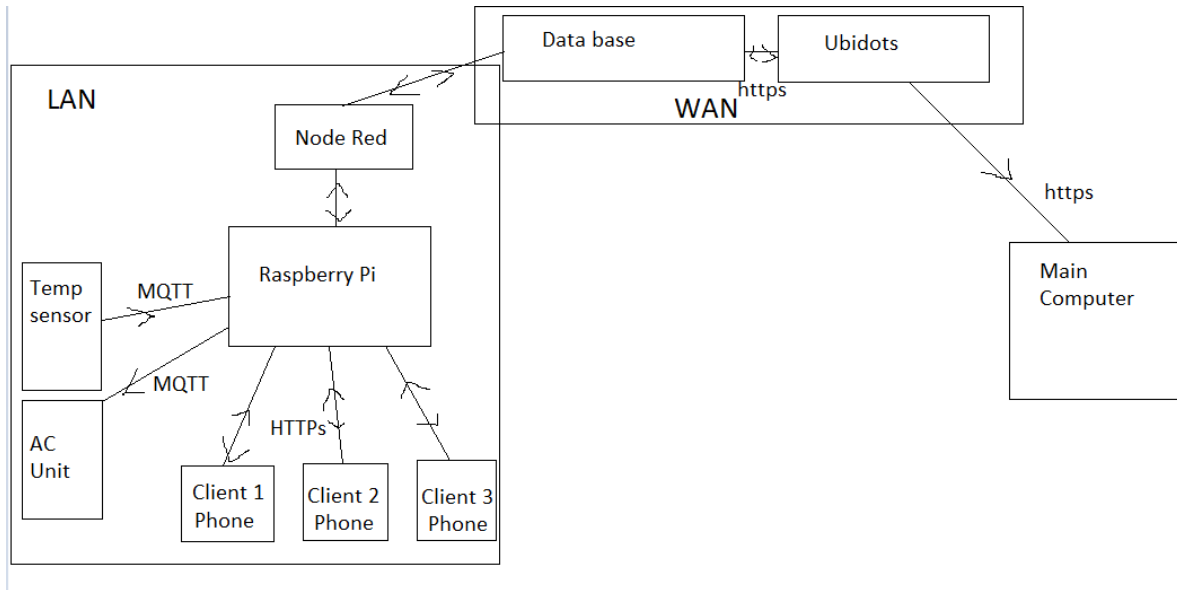 Data base
Ubidots
https
WAN
LAN
Node Red
https
Raspberry Pi
Main
Computer
Temp
sensor
MQTT
MQTT
AC
Unit
HTTPs
Client 1
Phone
Client 2
Phone
Client 3
Phone